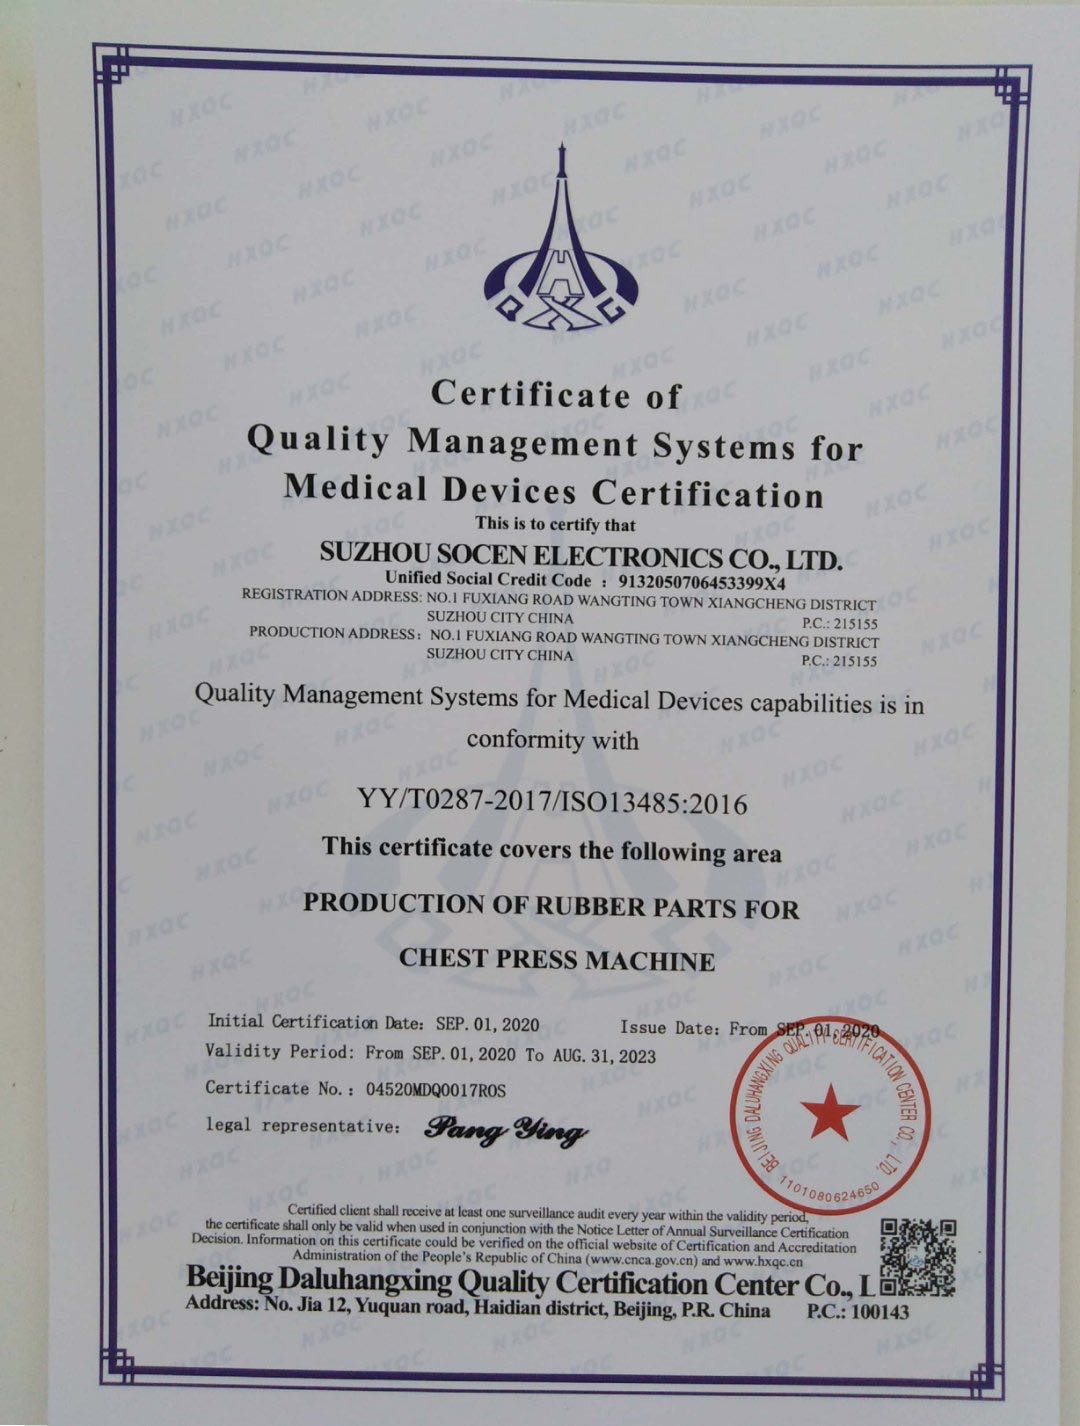 HXQC
Certificate of
Quality Management Systems for
Medical Devices Certification
This is to certify that
SUZHOU SOCEN ELECTRONICS CO., LTD.
Unified Social Credit Code : 9132050706453399X4
REGISTRATION ADDRESS: NO.1 FUXIANG ROAD WANGTING TOWN XIANGCHENG DISTRICT
SUZHOU CITY CHINA P.C.: 215155
PRODUCTION ADDRESS: NO.1 FUXIANG ROAD WANGTING TOWN XIANGCHENG DISTRICT
SUZHOU CITY CHINA P.C.: 215155
Quality Management Systems for Medical Devices capabilities is in
conformity with
YY/T0287-2017/ISO13485:2016
This certificate covers the following area
PRODUCTION OF RUBBER PARTS FOR
CHEST PRESS MACHINE
Initial Certification Date: SEP. 01, 2020 Issue Date: From SEP. 01, 2020
Validity Period: From SEP. 01, 2020 To AUG. 31, 2023
Certificate No.: 04520MDQ0017ROS
legal representative: Pang Ying
BEIJING DALUHANGXING QUALITY CERTIFICATION CENTER CO., LTD.
1101080624650
Certified client shall receive at least one surveillance audit every year within the validity period,
the certificate shall only be valid when used in conjunction with the Notice Letter of Annual Surveillance Certification
Decision. Information on this certificate could be verified on the official website of Certification and Accreditation
Administration of the People's Republic of China (www.cnca.gov.cn) and www.hxqc.cn
Beijing Daluhangxing Quality Certification Center Co., L
Address: No. Jia 12, Yuquan road, Haidian district, Beijing, P.R. China P.C.: 100143